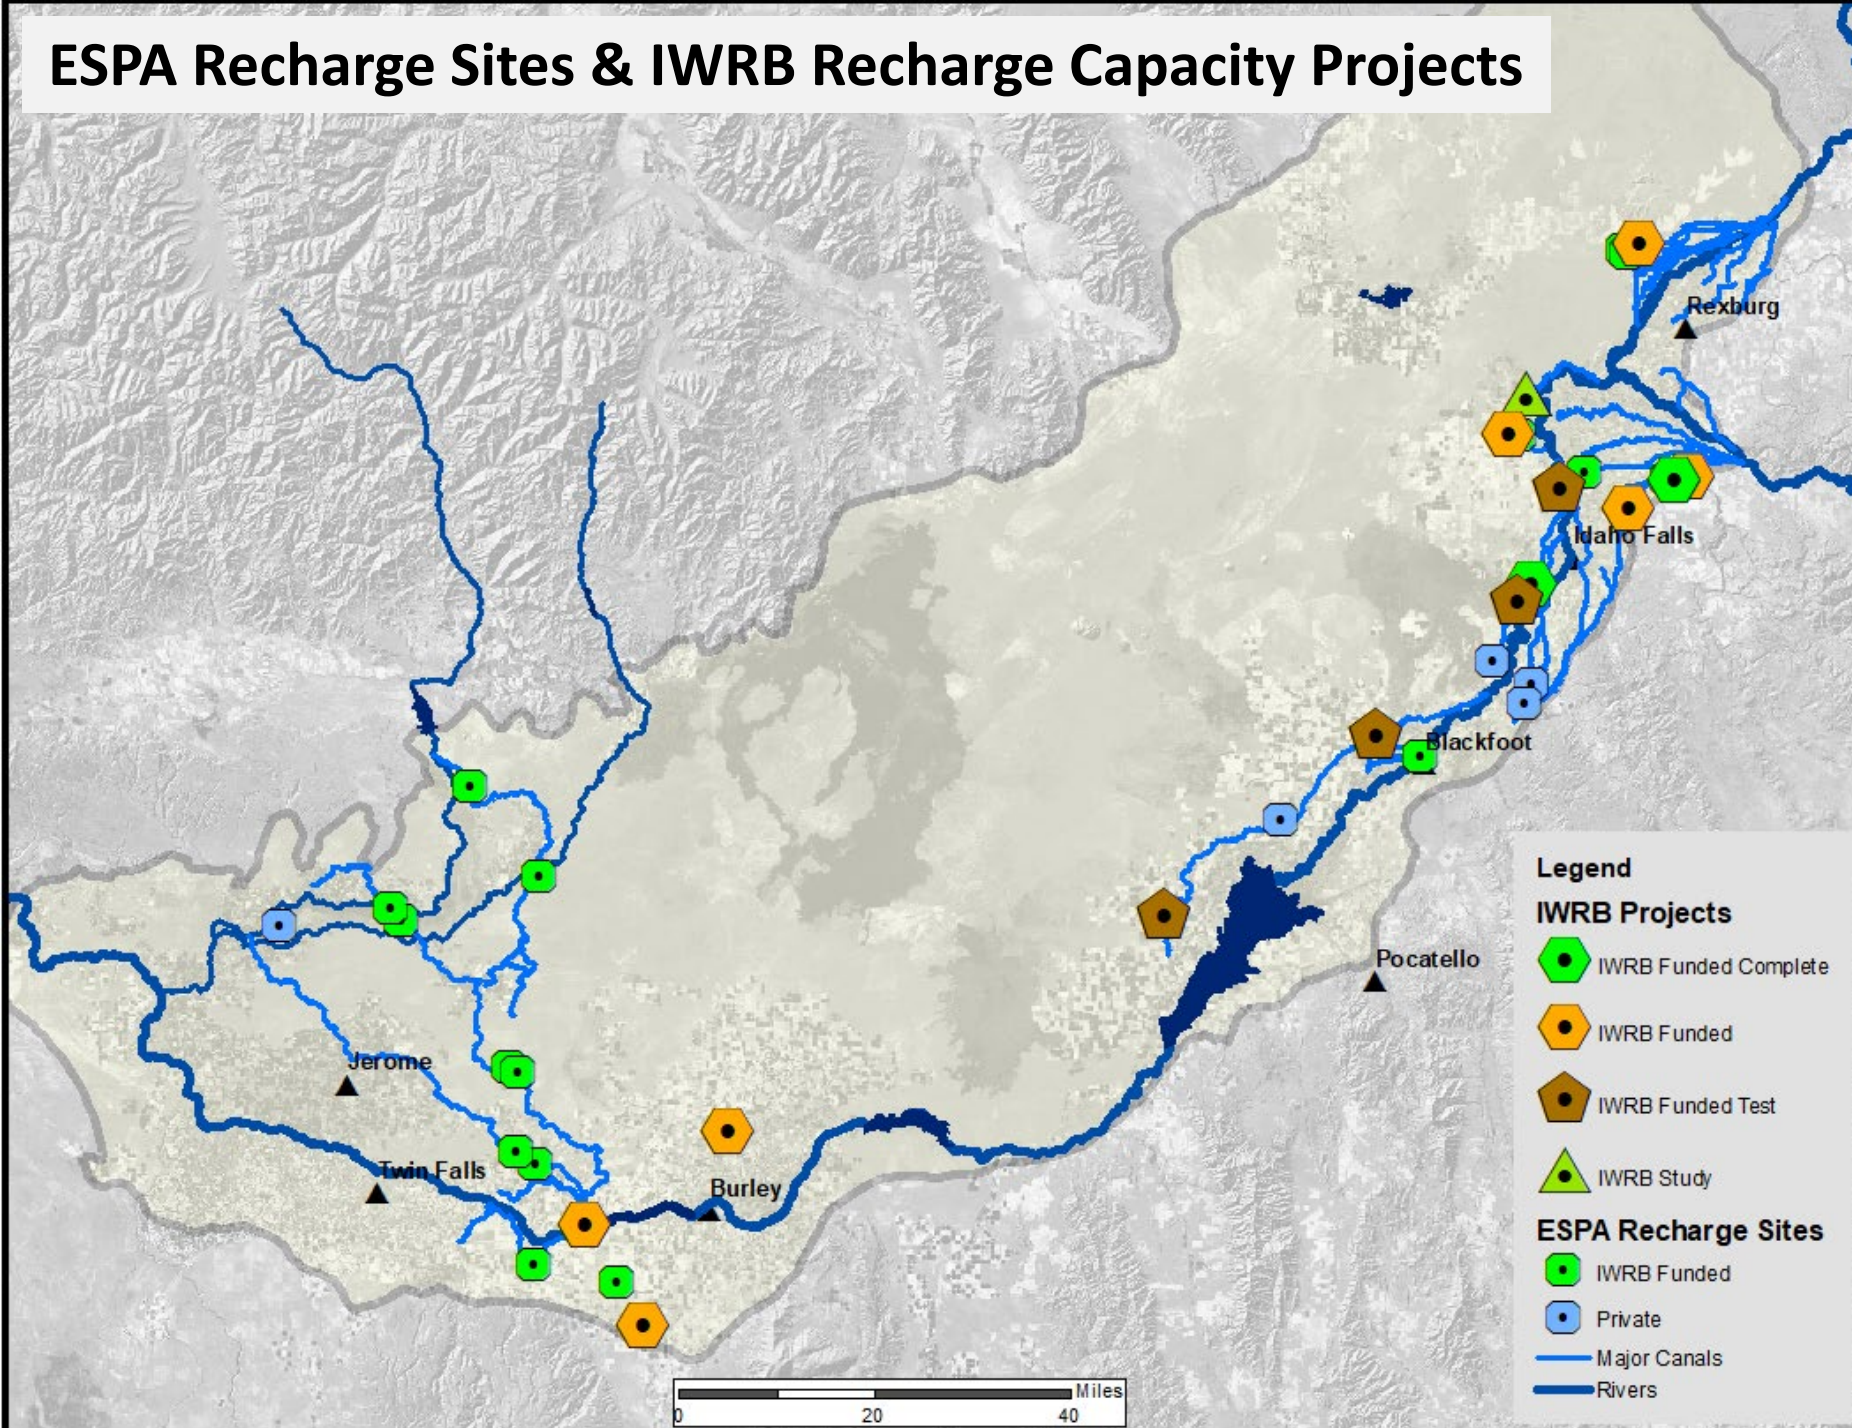 ESPA Recharge Sites & IWRB Recharge Capacity Projects
Rexburg
Idaho Falls
Blackfoot
Pocatello
Jerome
Twin Falls
Burley
Legend
IWRB Projects
IWRB Funded Complete
IWRB Funded
IWRB Funded Test
IWRB Study
ESPA Recharge Sites
IWRB Funded
Private
Major Canals
Rivers
Miles
0 20 40